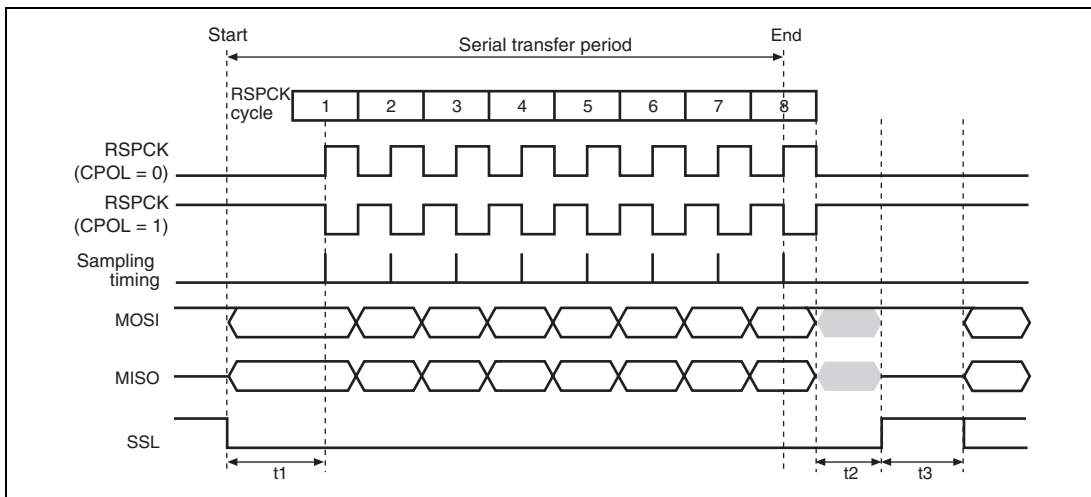 Start
End
Serial transfer period
RSPCK
cycle
1 2 3 4 5 6 7 8
RSPCK
(CPOL = 0)
RSPCK
(CPOL = 1)
Sampling
timing
MOSI
MISO
SSL
t1
t2
t3